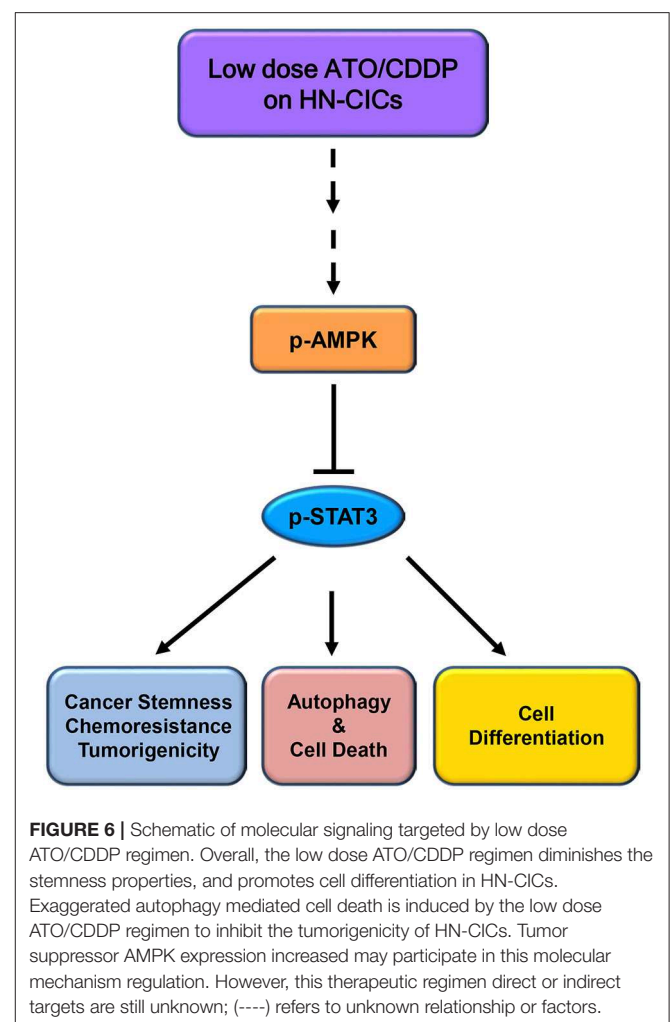 Low dose ATO/CDDP
on HN-CICs
p-AMPK
p-STAT3
Cancer Stemness
Chemoresistance
Tumorigenicity
Autophagy
&
Cell Death
Cell
Differentiation
FIGURE 6 | Schematic of molecular signaling targeted by low dose
ATO/CDDP regimen. Overall, the low dose ATO/CDDP regimen diminishes the
stemness properties, and promotes cell differentiation in HN-CICs.
Exaggerated autophagy mediated cell death is induced by the low dose
ATO/CDDP regimen to inhibit the tumorigenicity of HN-CICs. Tumor
suppressor AMPK expression increased may participate in this molecular
mechanism regulation. However, this therapeutic regimen direct or indirect
targets are still unknown; (----) refers to unknown relationship or factors.